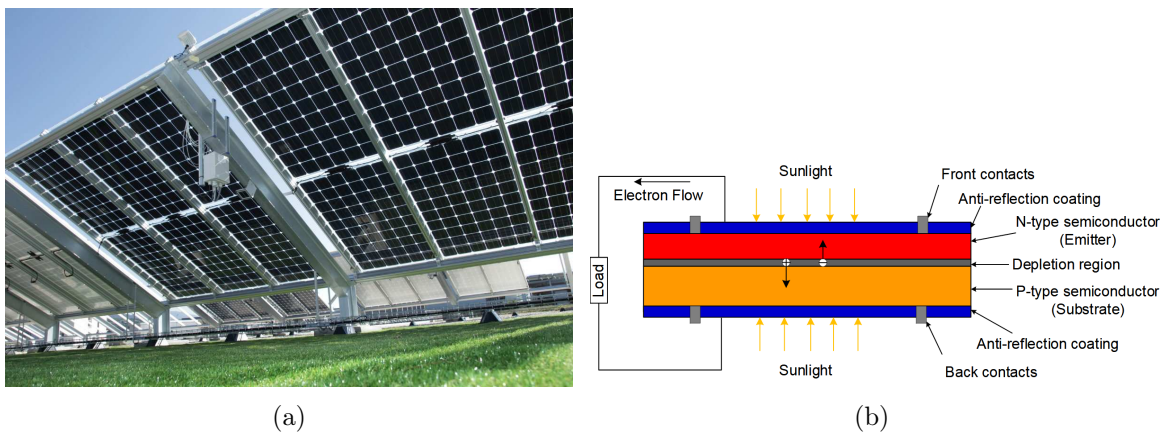 Sunlight
Front contacts
Electron Flow
Anti-reflection coating
N-type semiconductor
(Emitter)
Depletion region
Load
P-type semiconductor
(Substrate)
Anti-reflection coating
Sunlight
Back contacts
(a)
(b)